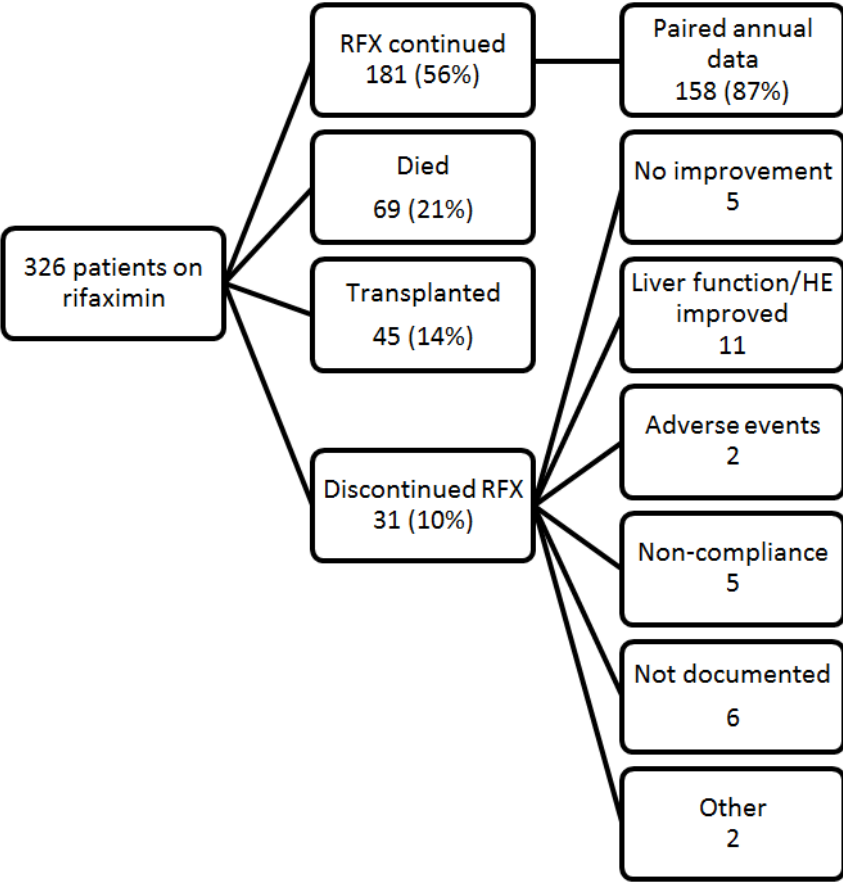 326 patients on
rifaximin
RFX continued
181 (56%)
Died
69 (21%)
Transplanted
45 (14%)
Discontinued RFX
31 (10%)
Paired annual
data
158 (87%)
No improvement
5
Liver function/HE
improved
11
Adverse events
2
Non-compliance
5
Not documented
6
Other
2